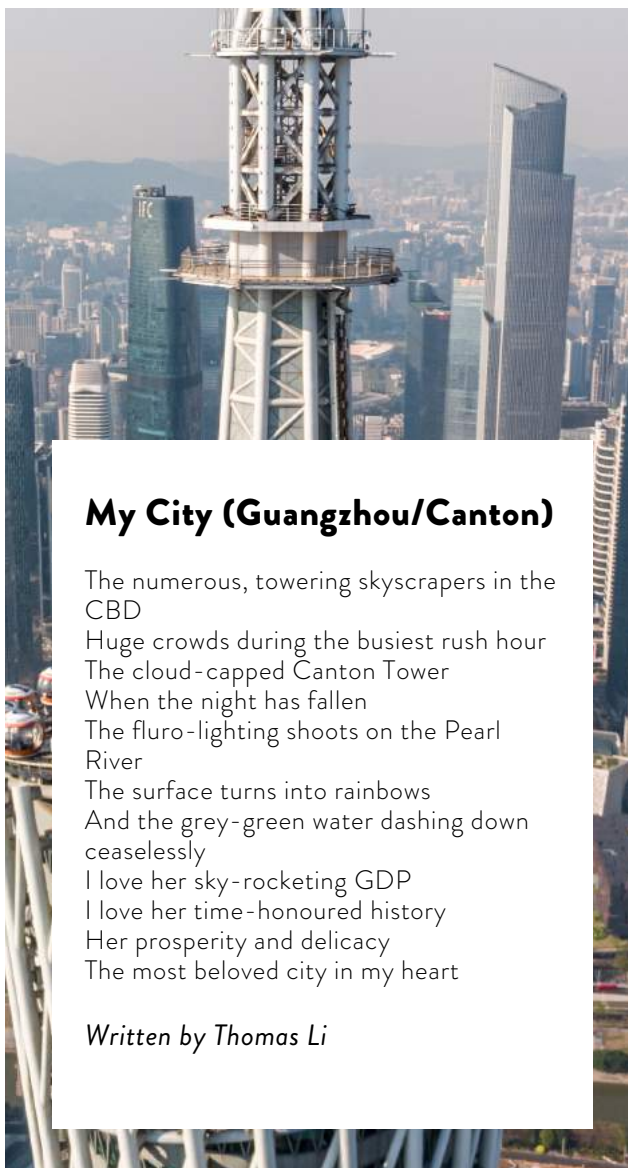 IFC
My City (Guangzhou/Canton)
The numerous, towering skyscrapers in the
CBD
Huge crowds during the busiest rush hour
The cloud-capped Canton Tower
When the night has fallen
The fluro-lighting shoots on the Pearl
River
The surface turns into rainbows
And the grey-green water dashing down
ceaselessly
I love her sky-rocketing GDP
I love her time-honoured history
Her prosperity and delicacy
The most beloved city in my heart
Written by Thomas Li